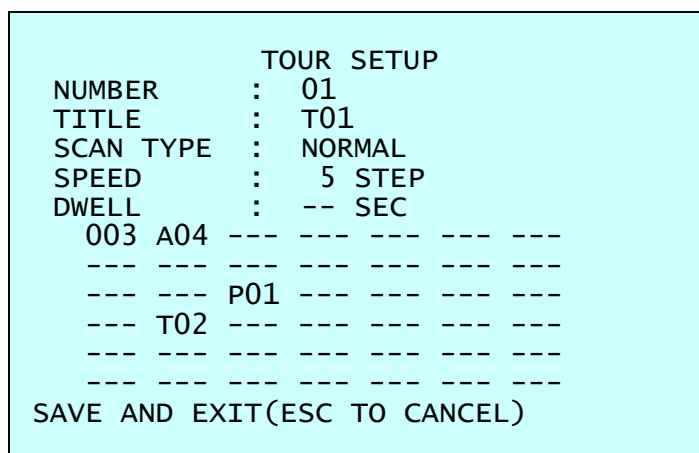 TOUR SETUP
NUMBER : 01
TITLE : T01
SCAN TYPE : NORMAL
SPEED : 5 STEP
DWELL : -- SEC
003 A04 --- --- --- --- ---
--- --- --- --- --- --- ---
--- --- P01 --- --- --- ---
--- T02 --- --- --- --- ---
--- --- --- --- --- --- ---
--- --- --- --- --- --- ---
SAVE AND EXIT(ESC TO CANCEL)